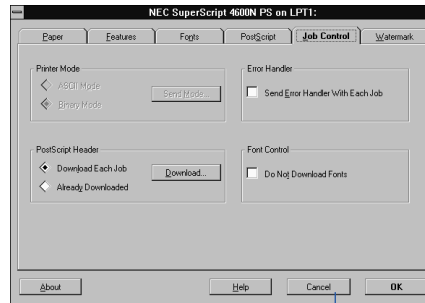 NEC SuperScript 4600N PS on LPT1:
Paper Features Fonts PostScript Job Control Watermark
Printer Mode
ASCII Mode
Binary Mode
Send Mode...
Error Handler
Send Error Handler With Each Job
PostScript Header
Download Each Job
Already Downloaded
Download...
Font Control
Do Not Download Fonts
About Help Cancel OK